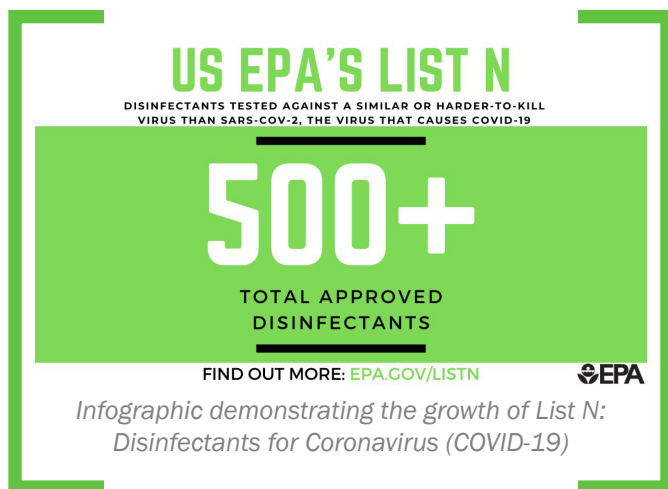 US EPA'S LIST N
DISINFECTANTS TESTED AGAINST A SIMILAR OR HARDER-TO-KILL
VIRUS THAN SARS-COV-2, THE VIRUS THAT CAUSES COVID-19
500+
TOTAL APPROVED
DISINFECTANTS
FIND OUT MORE: EPA.GOV/LISTN
EPA
Infographic demonstrating the growth of List N:
Disinfectants for Coronavirus (COVID-19)